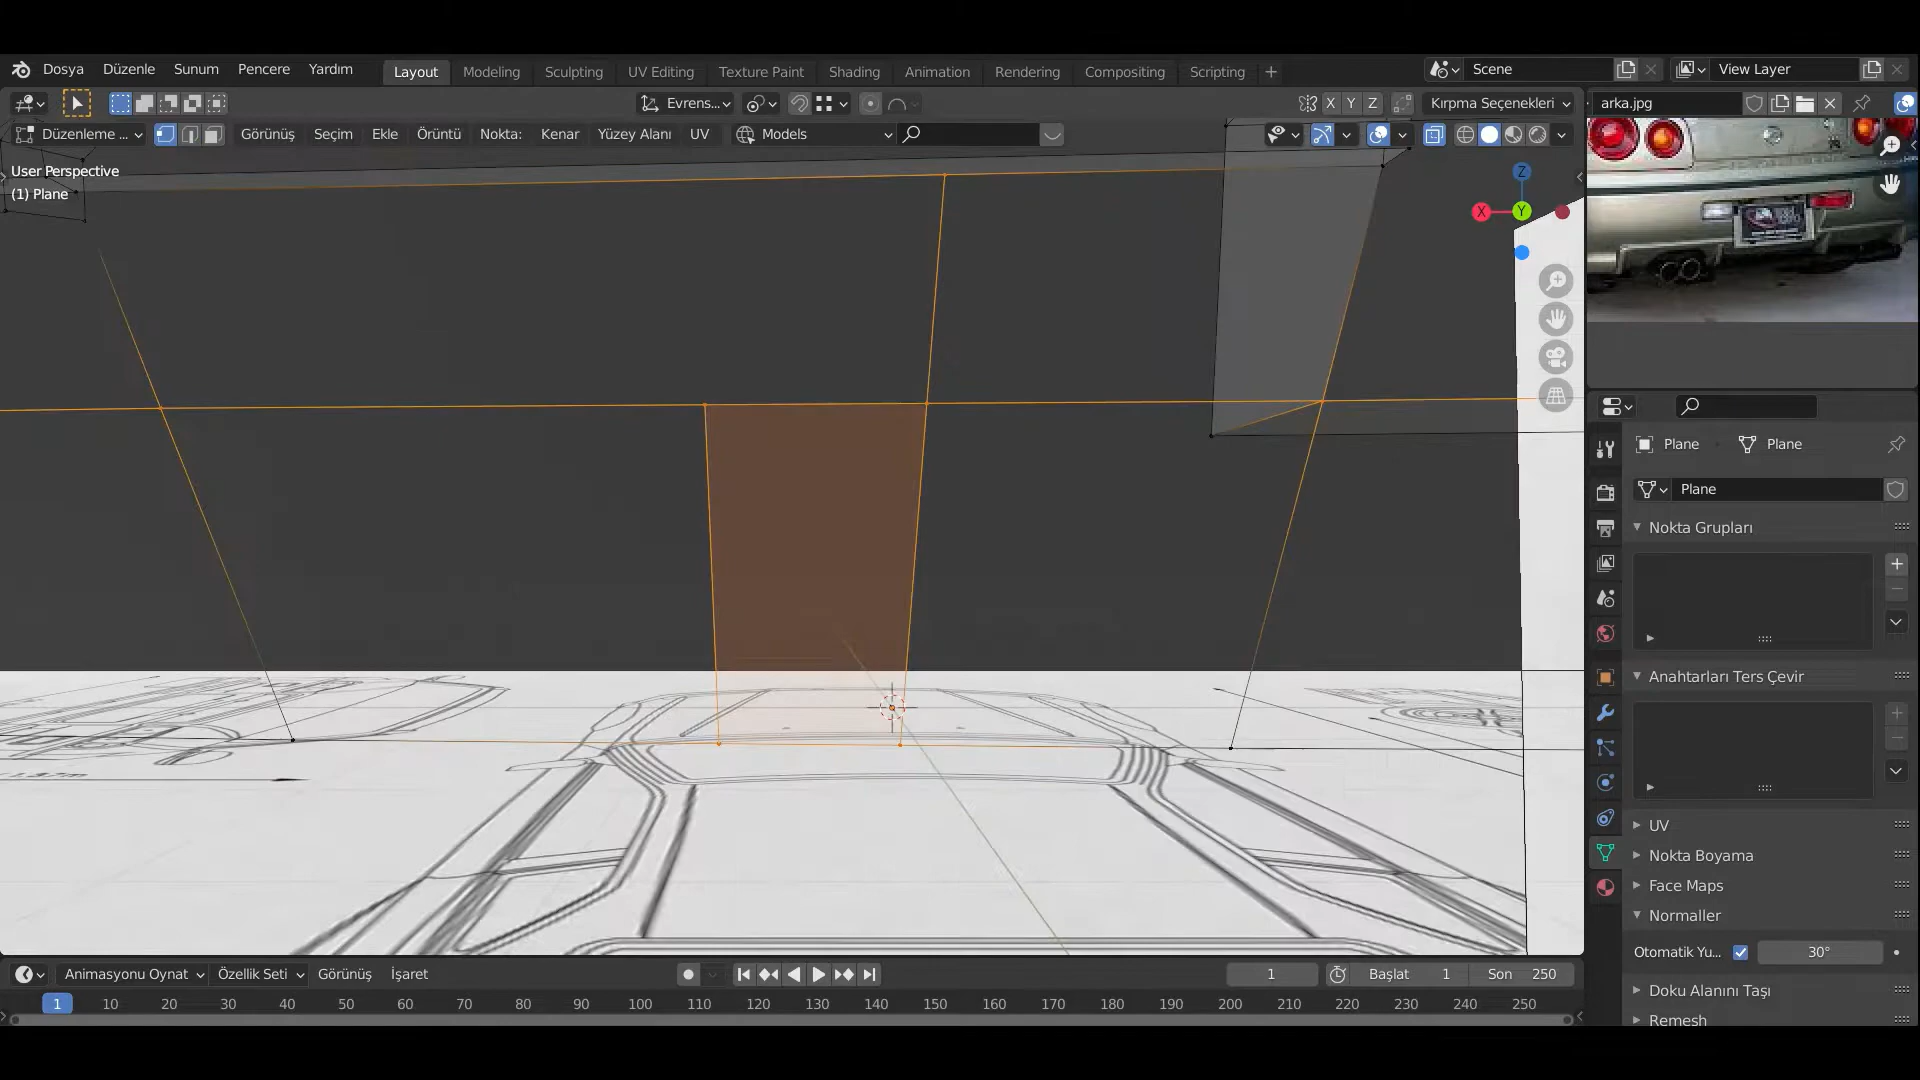 Dosya Düzenle Sunum Pencere Yardım Layout Modeling Sculpting UV Editing Texture Paint Shading Animation Rendering Compositing Scripting + Scene View Layer
Evrens... X Y Z Kırpma Seçenekleri arka.jpg
Düzenleme ... Görünüş Seçim Ekle Örüntü Nokta: Kenar Yüzey Alanı UV Models
User Perspective
(1) Plane
Z
X Y
Plane Plane
Plane
Nokta Grupları
Anahtarları Ters Çevir
UV
Nokta Boyama
Face Maps
Normaller
Otomatik Yu... 30°
Doku Alanını Taşı
Remesh
Animasyonu Oynat Özellik Seti Görünüş İşaret 1 Başlat 1 Son 250
1 10 20 30 40 50 60 70 80 90 100 110 120 130 140 150 160 170 180 190 200 210 220 230 240 250